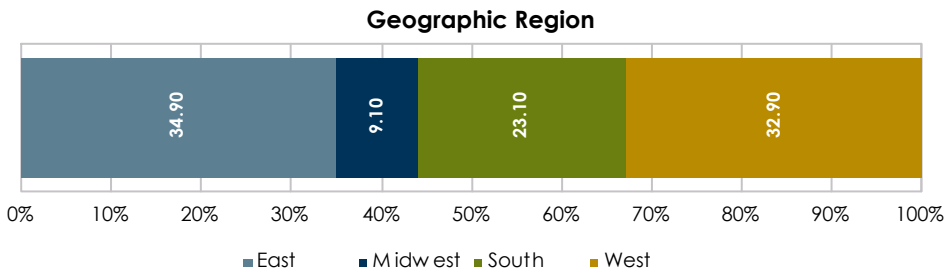 Geographic Region
34.90 9.10 23.10 32.90
0% 10% 20% 30% 40% 50% 60% 70% 80% 90% 100%
East Midwest South West